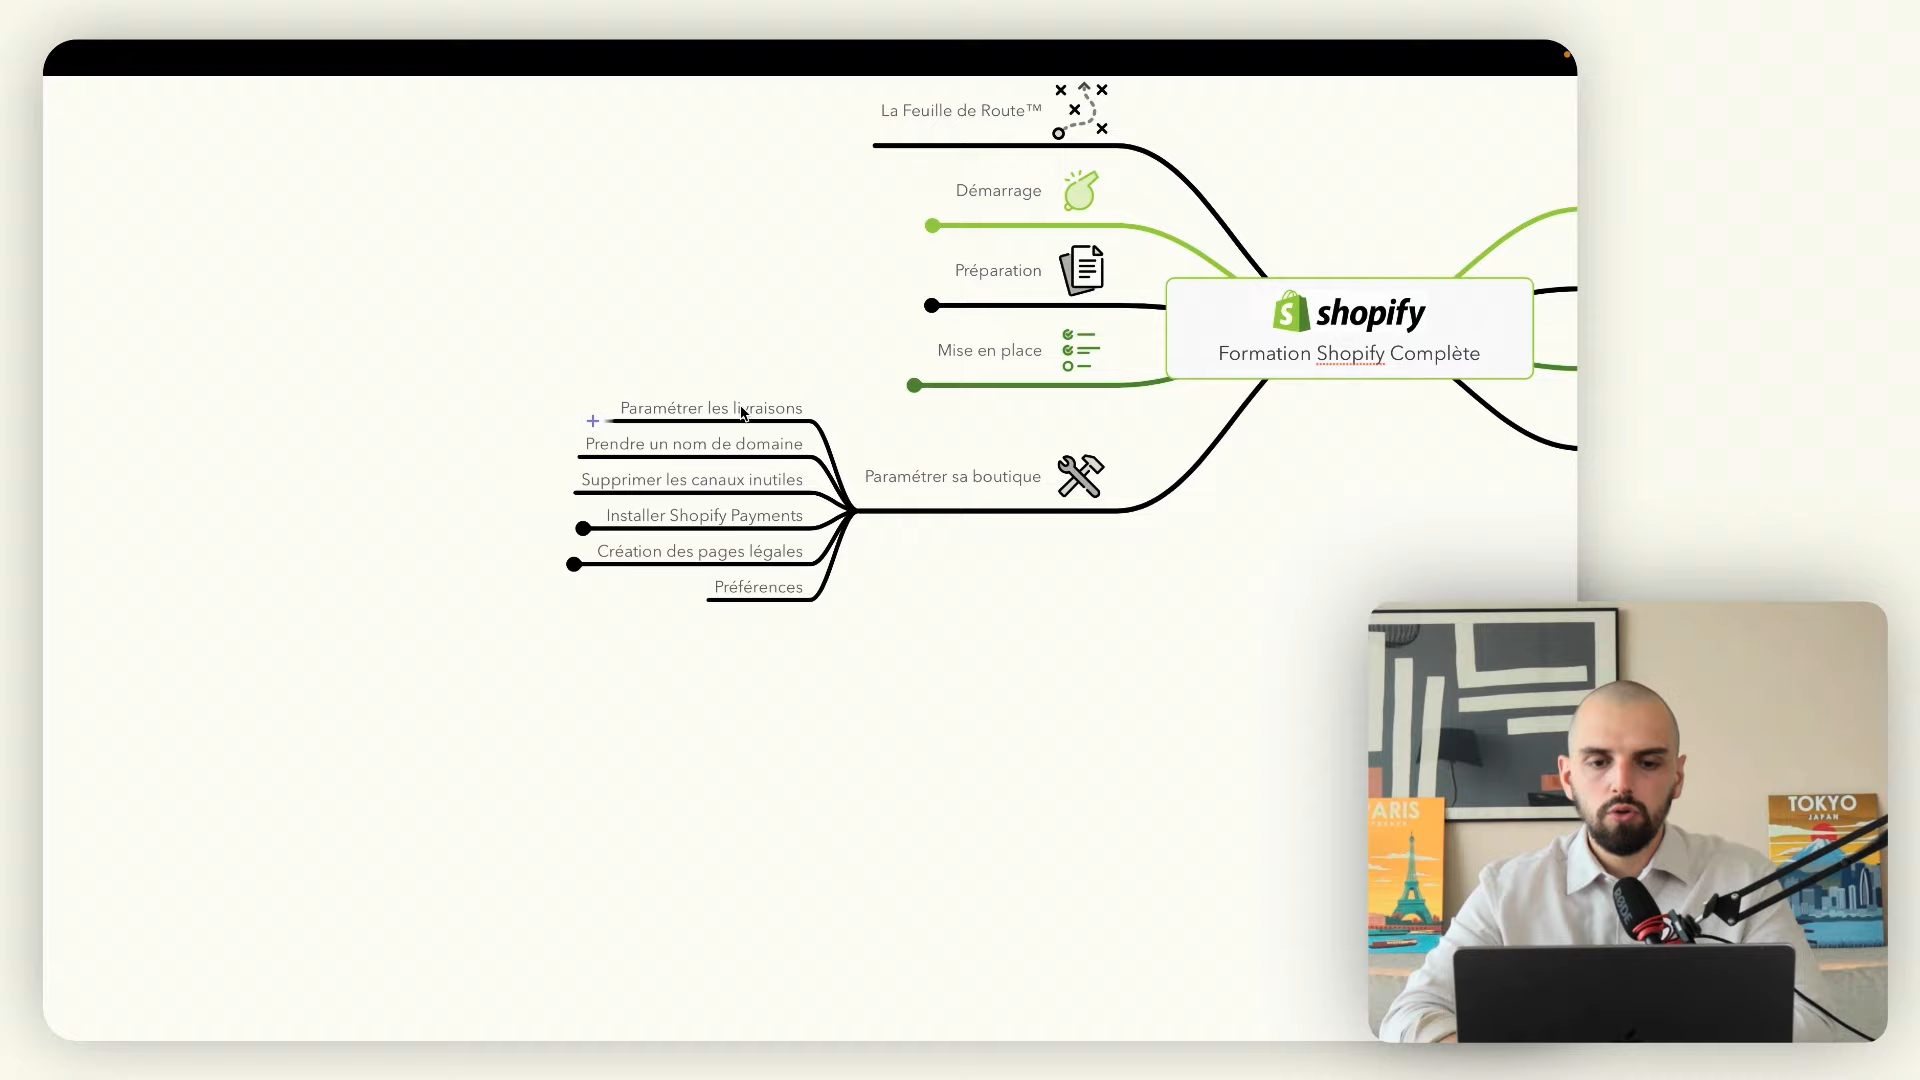 La Feuille de Route™
Démarrage
Préparation
Mise en place
shopify
Formation Shopify Complète
Paramétrer les livraisons
Prendre un nom de domaine
Supprimer les canaux inutiles
Installer Shopify Payments
Création des pages légales
Préférences
Paramétrer sa boutique
ARIS
TOKYO
JAPAN
RØDE